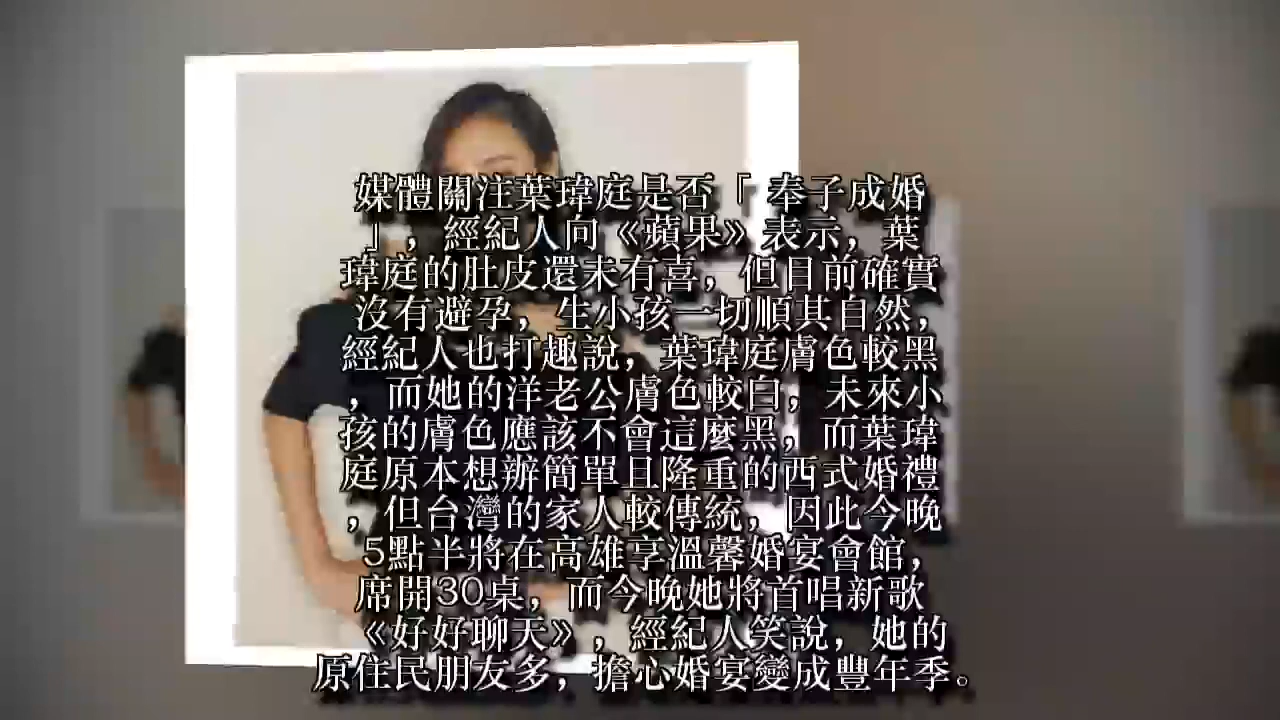 媒體關注葉瑋庭是否「 奉子成婚
」，經紀人向《蘋果》表示，葉
瑋庭的肚皮還未有喜，但目前確實
沒有避孕，生小孩一切順其自然，
經紀人也打趣說，葉瑋庭膚色較黑
，而她的洋老公膚色較白，未來小
孩的膚色應該不會這麼黑，而葉瑋
庭原本想辦簡單且隆重的西式婚禮
，但台灣的家人較傳統，因此今晚
5點半將在高雄享溫馨婚宴會館，
席開30桌，而今晚她將首唱新歌
《好好聊天》，經紀人笑說，她的
原住民朋友多，擔心婚宴變成豐年季。